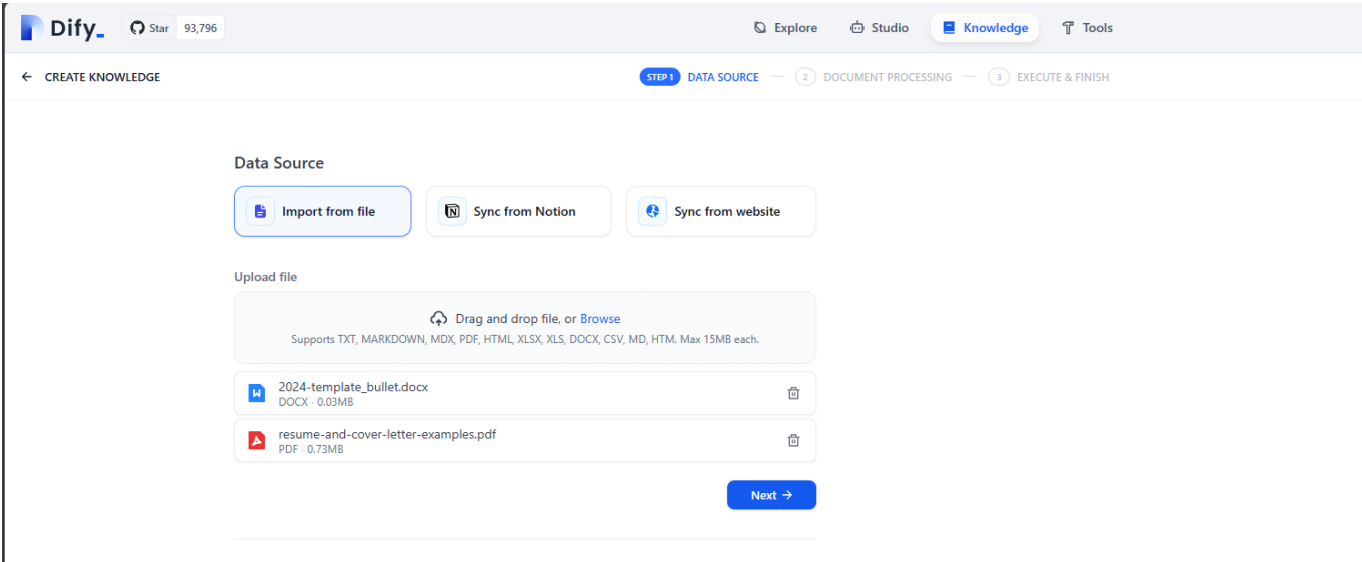 Dify_ Star 93,796 Explore Studio Knowledge Tools
← CREATE KNOWLEDGE STEP 1 DATA SOURCE — 2 DOCUMENT PROCESSING — 3 EXECUTE & FINISH
Data Source
Import from file Sync from Notion Sync from website
Upload file
Drag and drop file, or Browse
Supports TXT, MARKDOWN, MDX, PDF, HTML, XLSX, XLS, DOCX, CSV, MD, HTM. Max 15MB each.
2024-template_bullet.docx
DOCX · 0.03MB
resume-and-cover-letter-examples.pdf
PDF · 0.73MB
Next →